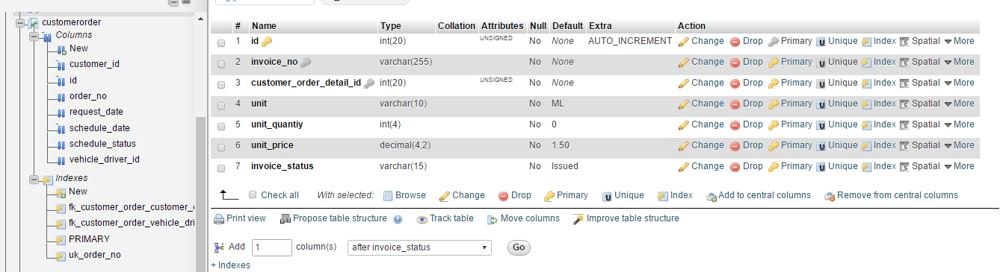 customerorder
Columns
New
customer_id
id
order_no
request_date
schedule_date
schedule_status
vehicle_driver_id
Indexes
New
fk_customer_order_customer_
fk_customer_order_vehicle_dri
PRIMARY
uk_order_no
# Name Type Collation Attributes Null Default Extra Action
1 id int(20) UNSIGNED No None AUTO_INCREMENT Change Drop Primary Unique Index Spatial More
2 invoice_no varchar(255) No None Change Drop Primary Unique Index Spatial More
3 customer_order_detail_id int(20) UNSIGNED No None Change Drop Primary Unique Index Spatial More
4 unit varchar(10) No ML Change Drop Primary Unique Index Spatial More
5 unit_quantiy int(4) No 0 Change Drop Primary Unique Index Spatial More
6 unit_price decimal(4,2) No 1.50 Change Drop Primary Unique Index Spatial More
7 invoice_status varchar(15) No Issued Change Drop Primary Unique Index Spatial More
Check all With selected: Browse Change Drop Primary Unique Index Add to central columns Remove from central columns
Print view Propose table structure Track table Move columns Improve table structure
Add 1 column(s) after invoice_status Go
+ Indexes